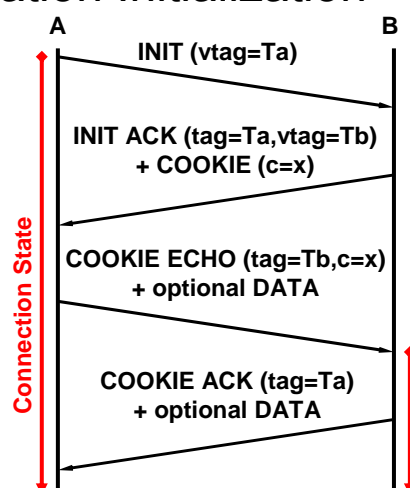 A B
INIT (vtag=Ta)
INIT ACK (tag=Ta,vtag=Tb)
+ COOKIE (c=x)
Connection State
COOKIE ECHO (tag=Tb,c=x)
+ optional DATA
COOKIE ACK (tag=Ta)
+ optional DATA